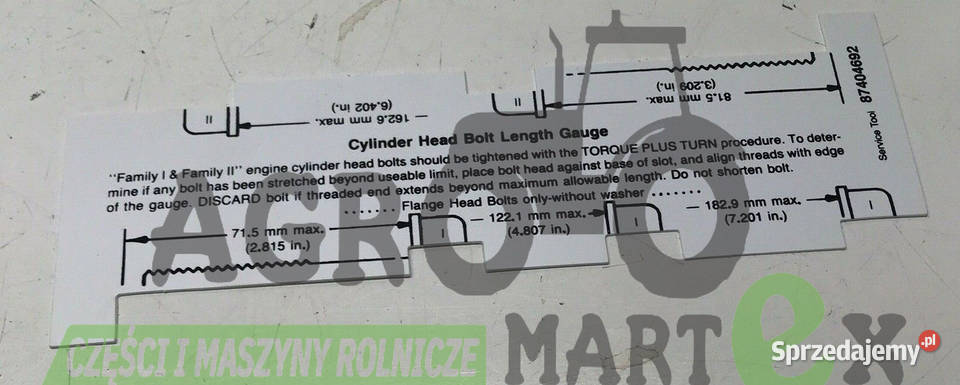 81.5 mm max.
(3.209 in.)
162.6 mm max.
(6.402 in.)
II
II
Service Tool 87404692
Cylinder Head Bolt Length Gauge
"Family I & Family II" engine cylinder head bolts should be tightened with the TORQUE PLUS TURN procedure. To deter-
mine if any bolt has been stretched beyond useable limit, place bolt head against base of slot, and align threads with edge
of the gauge. DISCARD bolt if threaded end extends beyond maximum allowable length. Do not shorten bolt.
....... Flange Head Bolts only-without washer .......
71.5 mm max.
(2.815 in.)
I
122.1 mm max.
(4.807 in.)
I
182.9 mm max.
(7.201 in.)
I
AGRO
MARTeX
CZĘŚCI I MASZYNY ROLNICZE
Sprzedajemy.pl